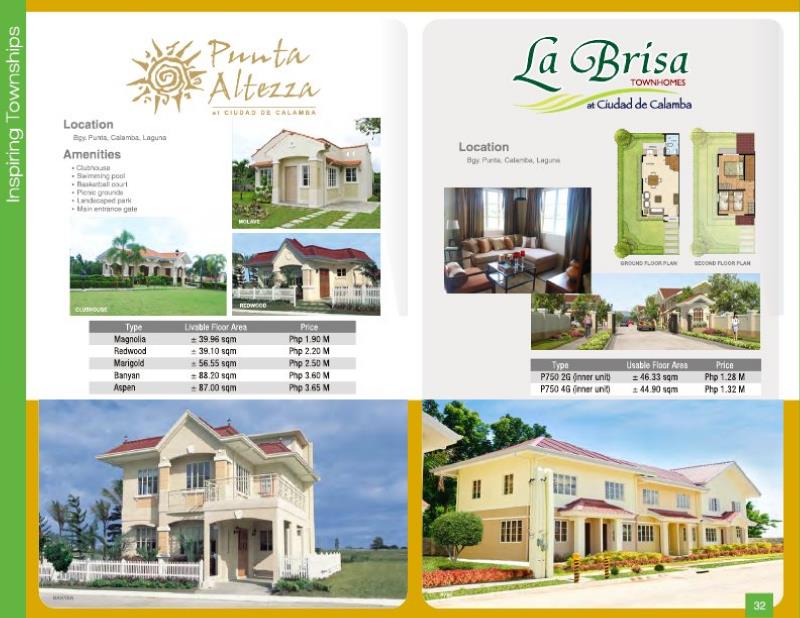 Inspiring Townships
Punta
Altezza
at CIUDAD DE CALAMBA
Location
Bgy. Punta, Calamba, Laguna
Amenities
• Clubhouse
• Swimming pool
• Basketball court
• Picnic grounds
• Landscaped park
• Main entrance gate
MOLAVE
CLUBHOUSE
REDWOOD
Type Livable Floor Area Price
Magnolia ± 39.96 sqm Php 1.90 M
Redwood ± 39.10 sqm Php 2.20 M
Marigold ± 56.55 sqm Php 2.50 M
Banyan ± 88.20 sqm Php 3.60 M
Aspen ± 87.00 sqm Php 3.65 M
BANYAN
La Brisa
TOWNHOMES
at Ciudad de Calamba
Location
Bgy. Punta, Calamba, Laguna
GROUND FLOOR PLAN SECOND FLOOR PLAN
Type Usable Floor Area Price
P750 2G (inner unit) ± 46.33 sqm Php 1.28 M
P750 4G (inner unit) ± 44.90 sqm Php 1.32 M
32